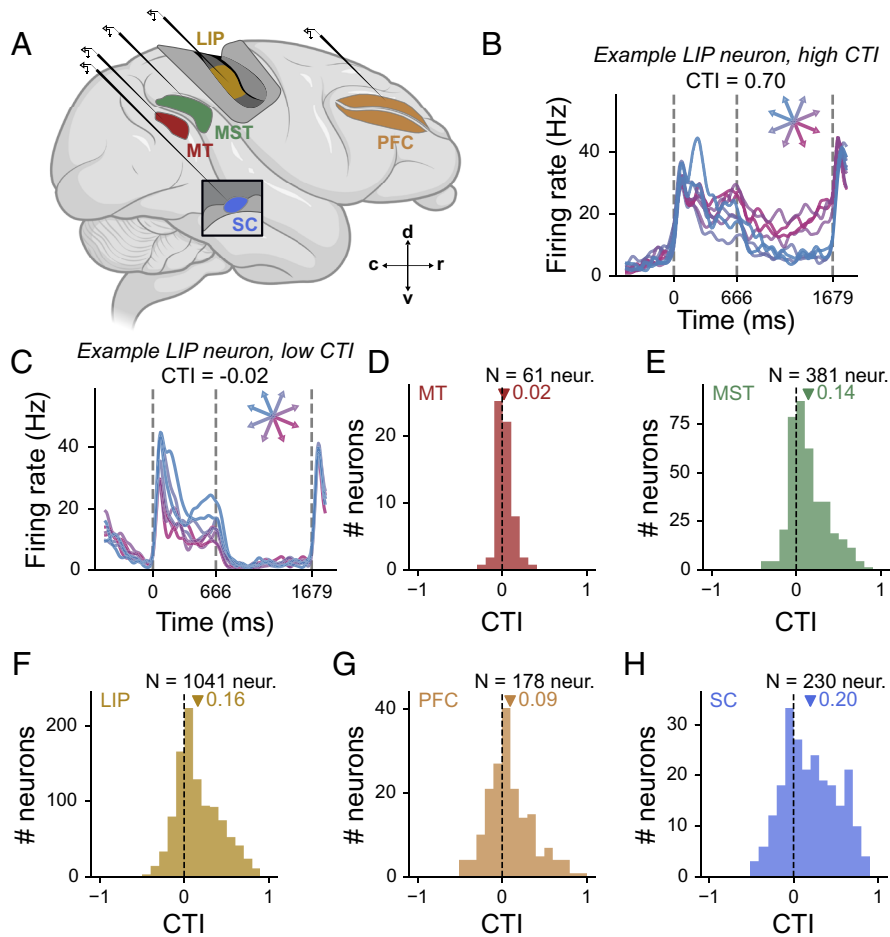 A
LIP
MST
MT
PFC
SC
d
c r
v
B
Example LIP neuron, high CTI
CTI = 0.70
Firing rate (Hz)
40
20
0
0 666 1679
Time (ms)
C
Example LIP neuron, low CTI
CTI = -0.02
Firing rate (Hz)
40
20
0
0 666 1679
Time (ms)
D
N = 61 neur.
MT 0.02
# neurons
20
10
0
−1 0 1
CTI
E
N = 381 neur.
MST 0.14
# neurons
75
50
25
0
−1 0 1
CTI
F
N = 1041 neur.
LIP 0.16
# neurons
200
100
0
−1 0 1
CTI
G
N = 178 neur.
PFC 0.09
# neurons
40
20
0
−1 0 1
CTI
H
N = 230 neur.
SC 0.20
# neurons
30
20
10
0
−1 0 1
CTI